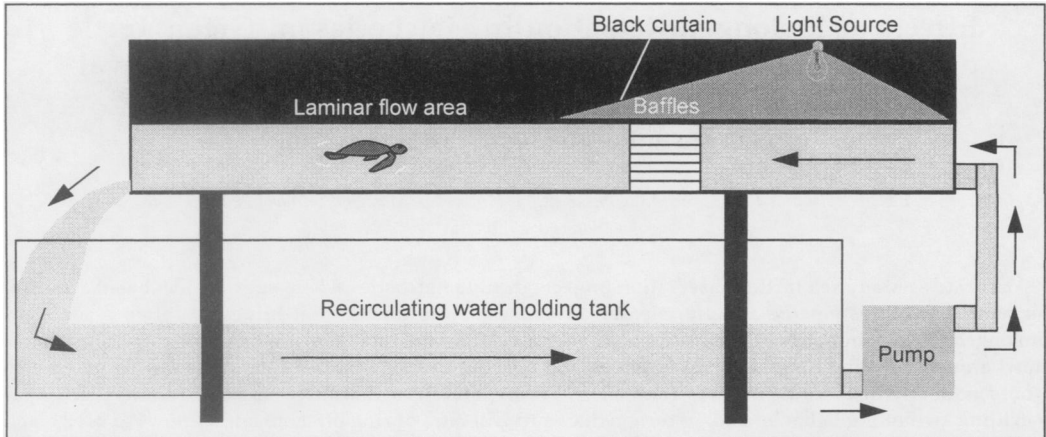 Black curtain
Light Source
Laminar flow area
Baffles
Recirculating water holding tank
Pump